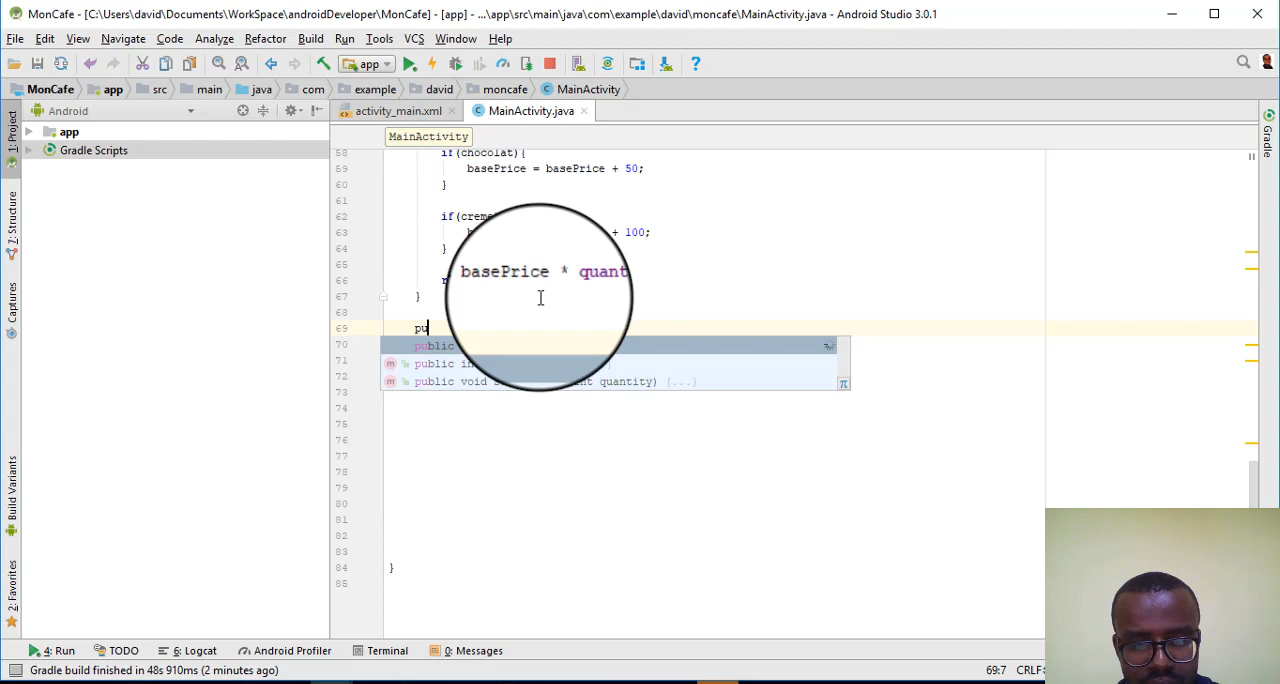 MonCafe - [C:\Users\david\Documents\WorkSpace\androidDeveloper\MonCafe] - [app] - ...\app\src\main\java\com\example\david\moncafe\MainActivity.java - Android Studio 3.0.1
File Edit View Navigate Code Analyze Refactor Build Run Tools VCS Window Help
app
MonCafe app src main java com example david moncafe MainActivity
1: Project
Android
activity_main.xml MainActivity.java
Gradle
MainActivity
app
Gradle Scripts
7: Structure
Captures
Build Variants
2: Favorites
58 if(chocolat){
59 basePrice = basePrice + 50;
60 }
61
62 if(creme
63 + 100;
64 }
65 basePrice * quant
66
67 }
68
69 pu
70 public
71 public in
72 public void int quantity) {...}
73
74
75
76
77
78
79
80
81
82
83
84 }
85
4: Run TODO 6: Logcat Android Profiler Terminal 0: Messages
Gradle build finished in 48s 910ms (2 minutes ago) 69:7 CRLF